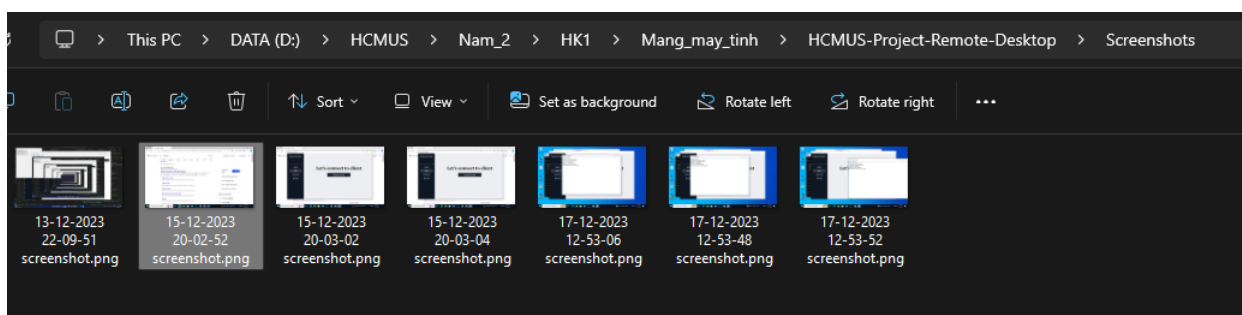 This PC > DATA (D:) > HCMUS > Nam_2 > HK1 > Mang_may_tinh > HCMUS-Project-Remote-Desktop > Screenshots
Sort View Set as background Rotate left Rotate right •••
13-12-2023
22-09-51
screenshot.png
15-12-2023
20-02-52
screenshot.png
15-12-2023
20-03-02
screenshot.png
15-12-2023
20-03-04
screenshot.png
17-12-2023
12-53-06
screenshot.png
17-12-2023
12-53-48
screenshot.png
17-12-2023
12-53-52
screenshot.png